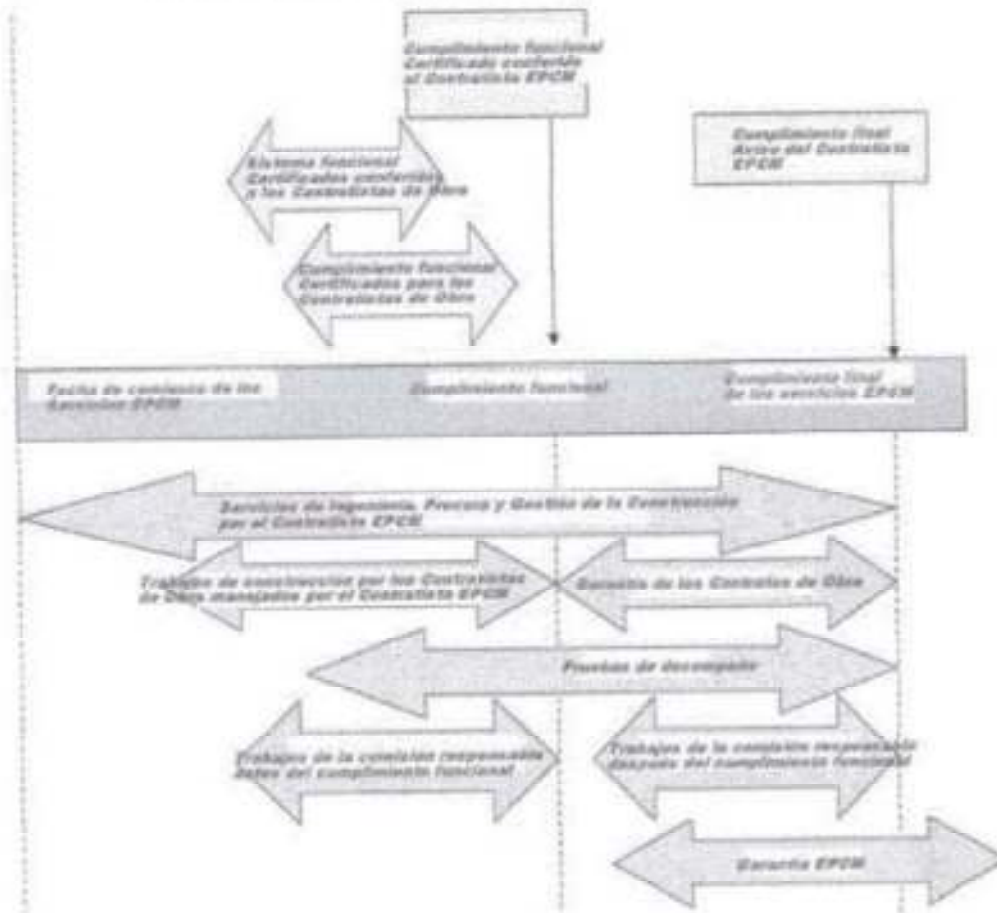 Cumplimiento funcional
Certificado conferido
al Contratista EPCM
Cumplimiento final
Aviso del Contratista
EPCM
Sistema funcional
Certificados conferidos
a los Contratistas de Obra
Cumplimiento funcional
Certificados para los
Contratistas de Obra
Fecha de comienzo de los
Servicios EPCM
Cumplimiento funcional
Cumplimiento final
de los servicios EPCM
Servicios de Ingeniería, Procura y Gestión de la Construcción
por el Contratista EPCM
Trabajos de construcción por los Contratistas
de Obra manejados por el Contratista EPCM
Garantía de los Contratos de Obra
Pruebas de desempeño
Trabajos de la comisión responsable
antes del cumplimiento funcional
Trabajos de la comisión responsable
después del cumplimiento funcional
Garantía EPCM